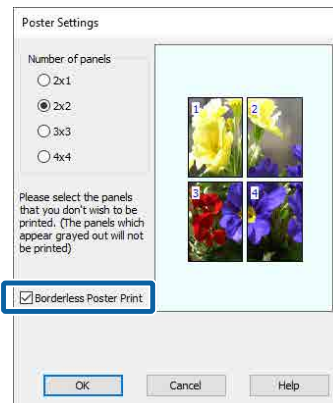 Poster Settings
Number of panels
2x1
2x2
3x3
4x4
1
2
3
4
Please select the panels
that you don't wish to be
printed. (The panels which
appear grayed out will not
be printed)
Borderless Poster Print
OK
Cancel
Help